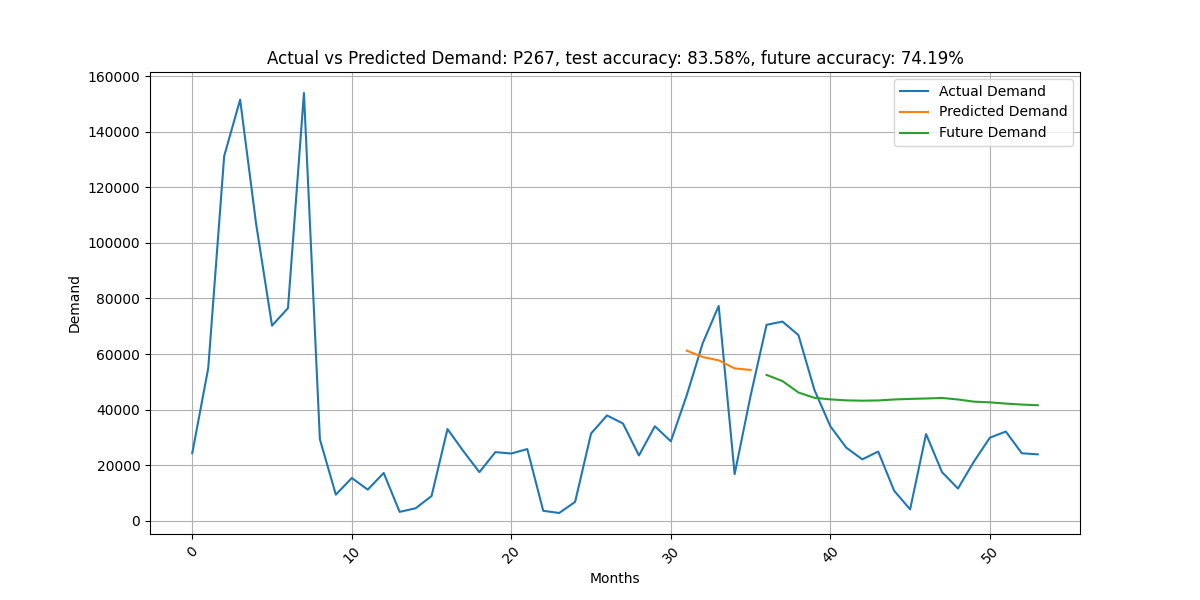 Actual vs Predicted Demand: P267, test accuracy: 83.58%, future accuracy: 74.19%
160000
140000
120000
100000
80000
60000
40000
20000
0
Demand
Actual Demand
Predicted Demand
Future Demand
0
10
20
30
40
50
Months